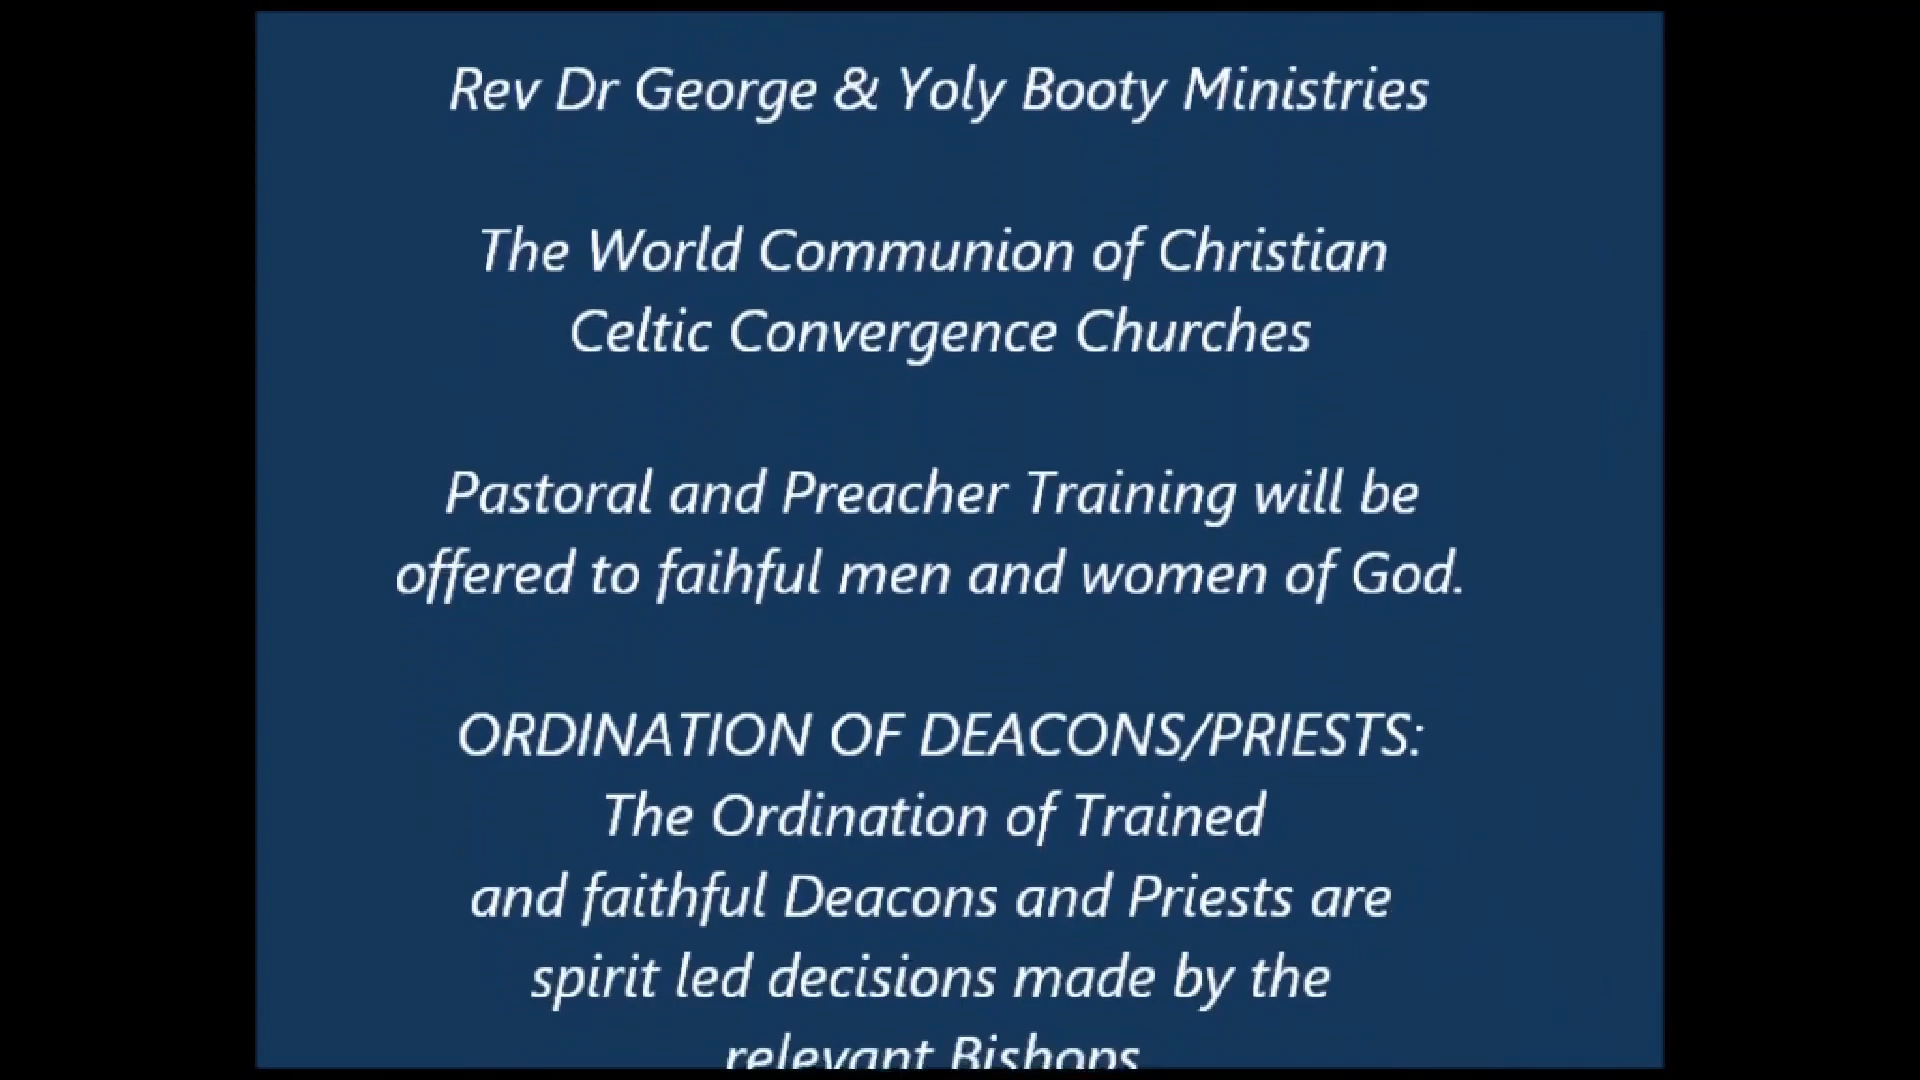 Rev Dr George & Yoly Booty Ministries
The World Communion of Christian
Celtic Convergence Churches
Pastoral and Preacher Training will be
offered to faihful men and women of God.
ORDINATION OF DEACONS/PRIESTS:
The Ordination of Trained
and faithful Deacons and Priests are
spirit led decisions made by the
relevant Bishops